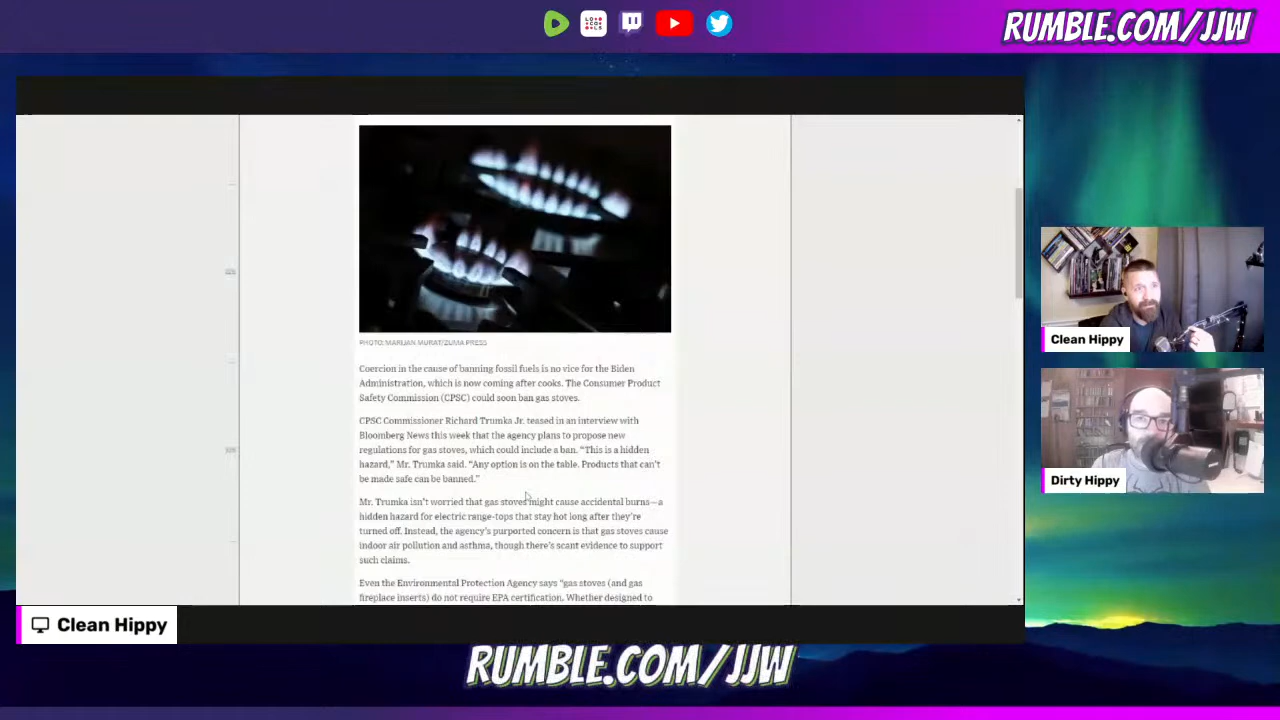 RUMBLE.COM/JJW
PHOTO: MARIJAN MURAT/ZUMA PRESS
Coercion in the cause of banning fossil fuels is no vice for the Biden
Administration, which is now coming after cooks. The Consumer Product
Safety Commission (CPSC) could soon ban gas stoves.
CPSC Commissioner Richard Trumka Jr. teased in an interview with
Bloomberg News this week that the agency plans to propose new
regulations for gas stoves, which could include a ban. “This is a hidden
hazard,” Mr. Trumka said. “Any option is on the table. Products that can’t
be made safe can be banned.”
Mr. Trumka isn’t worried that gas stoves might cause accidental burns—a
hidden hazard for electric range-tops that stay hot long after they’re
turned off. Instead, the agency’s purported concern is that gas stoves cause
indoor air pollution and asthma, though there’s scant evidence to support
such claims.
Even the Environmental Protection Agency says “gas stoves (and gas
fireplace inserts) do not require EPA certification. Whether designed to
Clean Hippy
Dirty Hippy
Clean Hippy
RUMBLE.COM/JJW